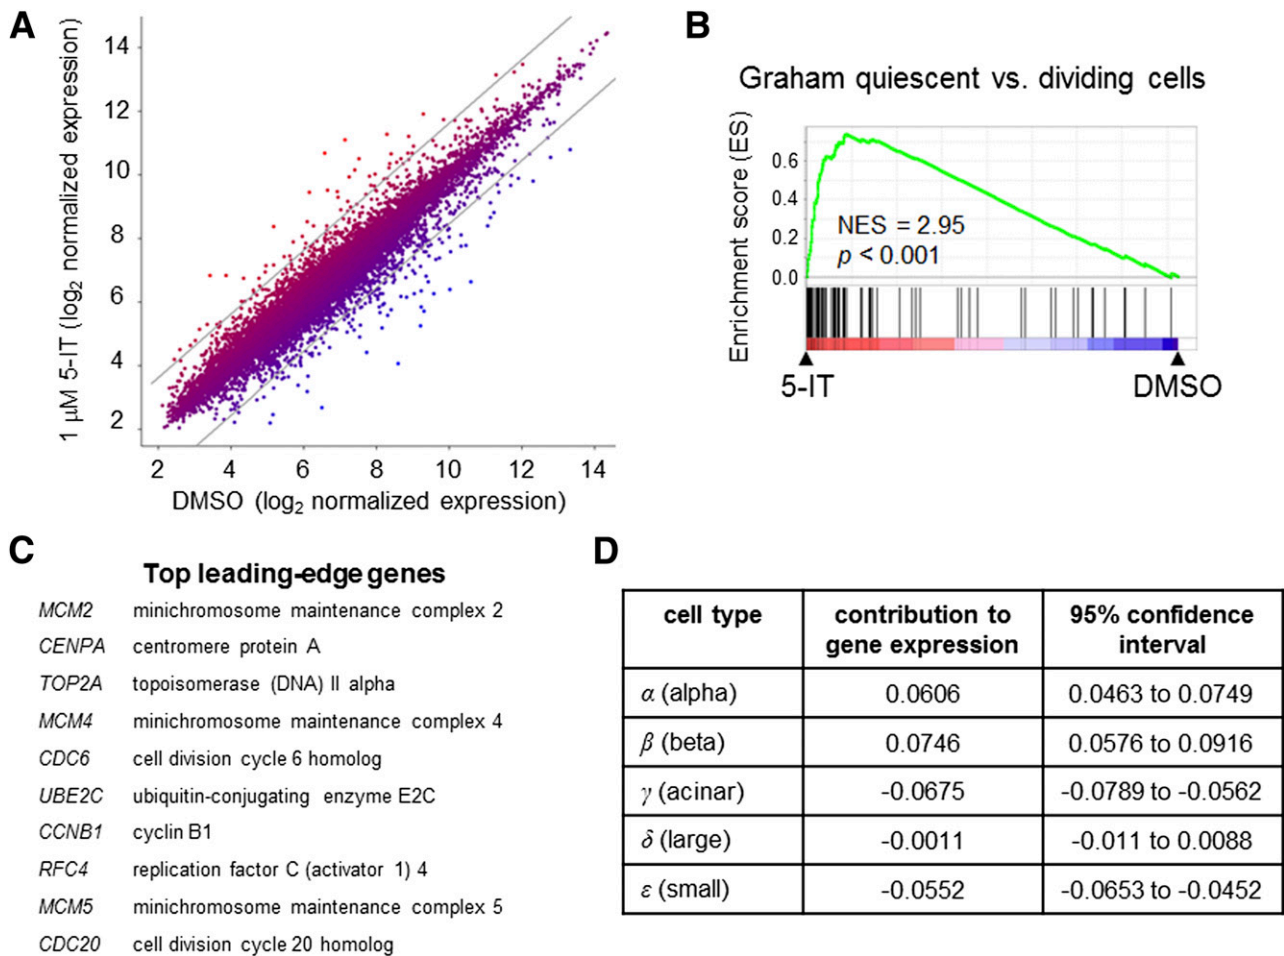 A
1 μM 5-IT (log2 normalized expression)
14
12
10
8
6
4
2
2 4 6 8 10 12 14
DMSO (log2 normalized expression)
B
Graham quiescent vs. dividing cells
Enrichment score (ES)
0.6
0.4
0.2
0.0
NES = 2.95
p < 0.001
5-IT DMSO
C
Top leading-edge genes
MCM2 minichromosome maintenance complex 2
CENPA centromere protein A
TOP2A topoisomerase (DNA) II alpha
MCM4 minichromosome maintenance complex 4
CDC6 cell division cycle 6 homolog
UBE2C ubiquitin-conjugating enzyme E2C
CCNB1 cyclin B1
RFC4 replication factor C (activator 1) 4
MCM5 minichromosome maintenance complex 5
CDC20 cell division cycle 20 homolog
D
cell type contribution to 95% confidence
gene expression interval
α (alpha) 0.0606 0.0463 to 0.0749
β (beta) 0.0746 0.0576 to 0.0916
γ (acinar) -0.0675 -0.0789 to -0.0562
δ (large) -0.0011 -0.011 to 0.0088
ε (small) -0.0552 -0.0653 to -0.0452